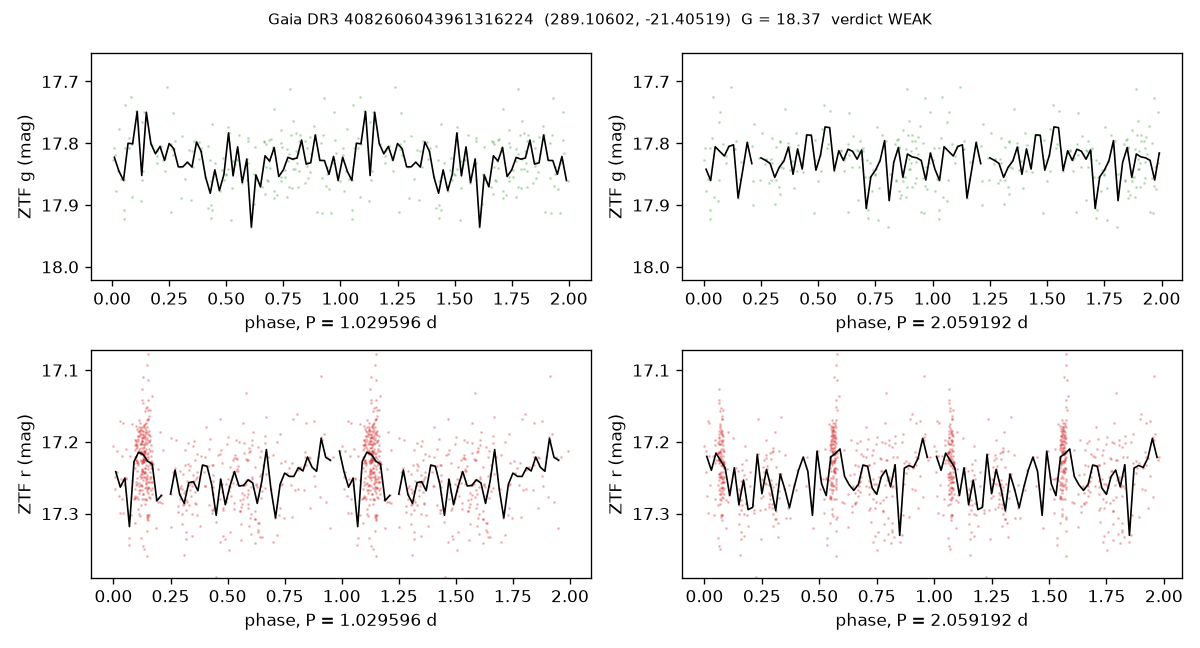 Gaia DR3 4082606043961316224 (289.10602, -21.40519) G = 18.37 verdict WEAK
ZTF g (mag)
17.7
17.8
17.9
18.0
0.00 0.25 0.50 0.75 1.00 1.25 1.50 1.75 2.00
phase, P = 1.029596 d
ZTF g (mag)
17.7
17.8
17.9
18.0
0.00 0.25 0.50 0.75 1.00 1.25 1.50 1.75 2.00
phase, P = 2.059192 d
ZTF r (mag)
17.1
17.2
17.3
0.00 0.25 0.50 0.75 1.00 1.25 1.50 1.75 2.00
phase, P = 1.029596 d
ZTF r (mag)
17.1
17.2
17.3
0.00 0.25 0.50 0.75 1.00 1.25 1.50 1.75 2.00
phase, P = 2.059192 d